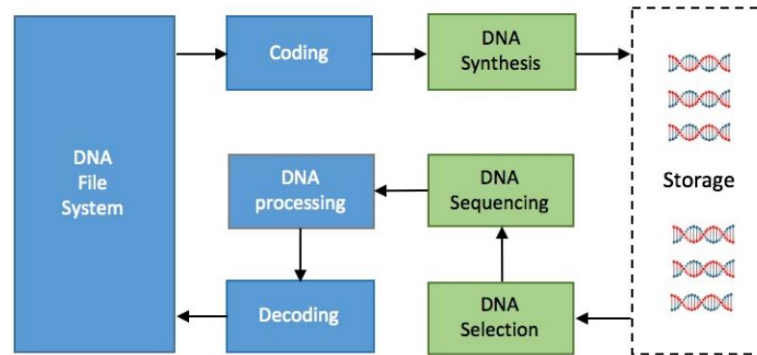 DNA
File
System
Coding
DNA
Synthesis
DNA
processing
DNA
Sequencing
Storage
Decoding
DNA
Selection